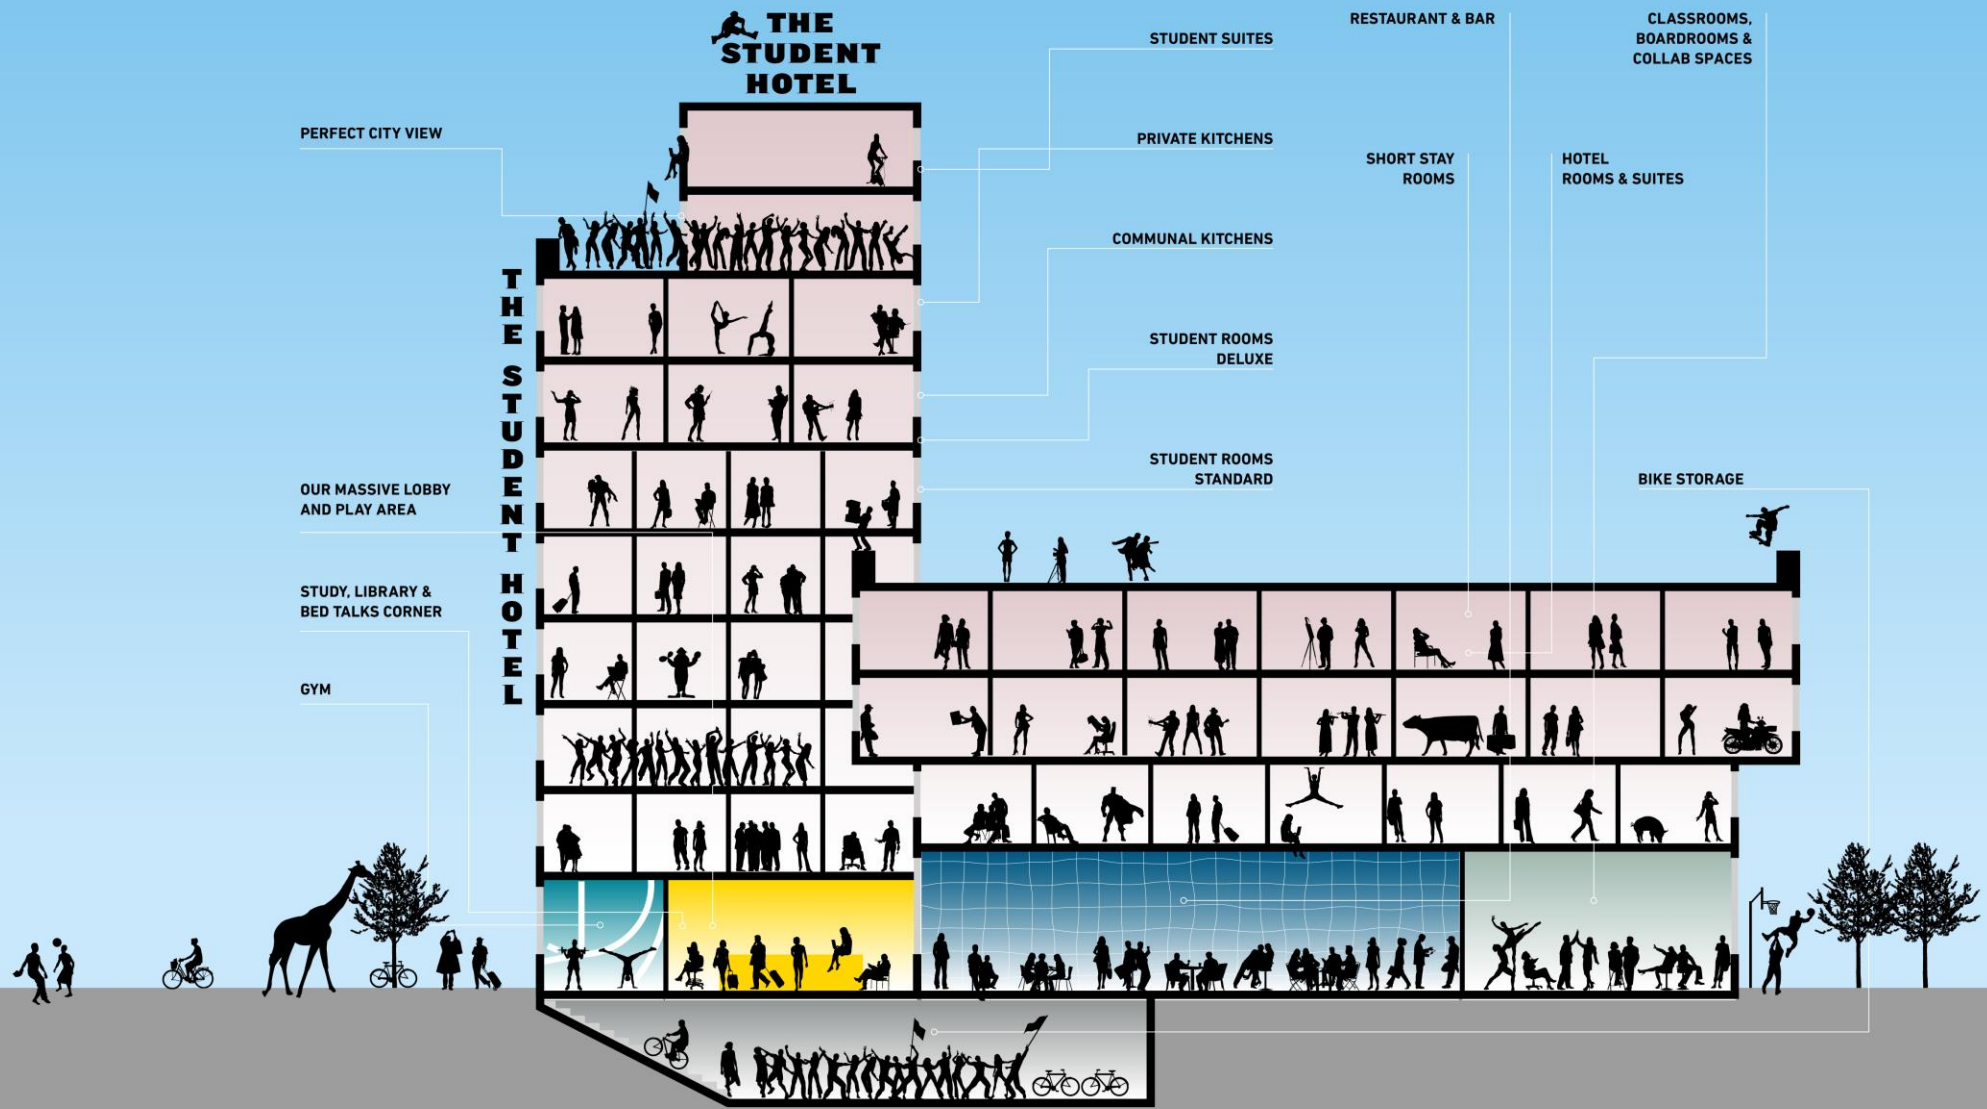 THE
STUDENT
HOTEL
THE STUDENT HOTEL
PERFECT CITY VIEW
OUR MASSIVE LOBBY
AND PLAY AREA
STUDY, LIBRARY &
BED TALKS CORNER
GYM
STUDENT SUITES
PRIVATE KITCHENS
COMMUNAL KITCHENS
STUDENT ROOMS
DELUXE
STUDENT ROOMS
STANDARD
RESTAURANT & BAR
SHORT STAY
ROOMS
HOTEL
ROOMS & SUITES
CLASSROOMS,
BOARDROOMS &
COLLAB SPACES
BIKE STORAGE